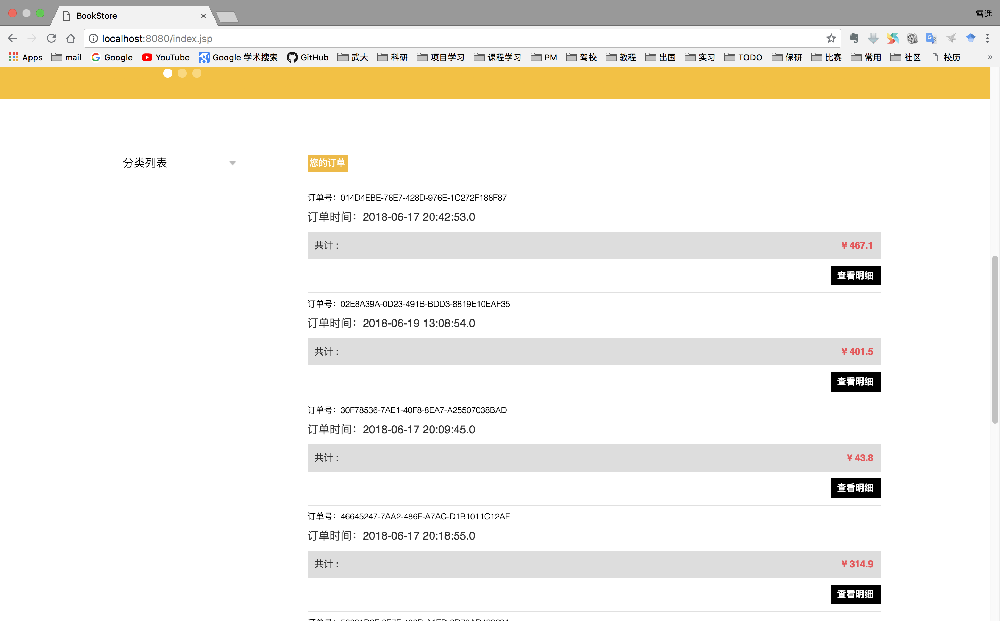 BookStore
雪遥
localhost:8080/index.jsp
Apps mail Google YouTube Google 学术搜索 GitHub 武大 科研 项目学习 课程学习 PM 驾校 教程 出国 实习 TODO 保研 比赛 常用 社区 校历 »
分类列表
您的订单
订单号：014D4EBE-76E7-428D-976E-1C272F188F87
订单时间：2018-06-17 20:42:53.0
共计 : ¥ 467.1
查看明细
订单号：02E8A39A-0D23-491B-BDD3-8819E10EAF35
订单时间：2018-06-19 13:08:54.0
共计 : ¥ 401.5
查看明细
订单号：30F78536-7AE1-40F8-8EA7-A25507038BAD
订单时间：2018-06-17 20:09:45.0
共计 : ¥ 43.8
查看明细
订单号：46645247-7AA2-486F-A7AC-D1B1011C12AE
订单时间：2018-06-17 20:18:55.0
共计 : ¥ 314.9
查看明细
订单号：